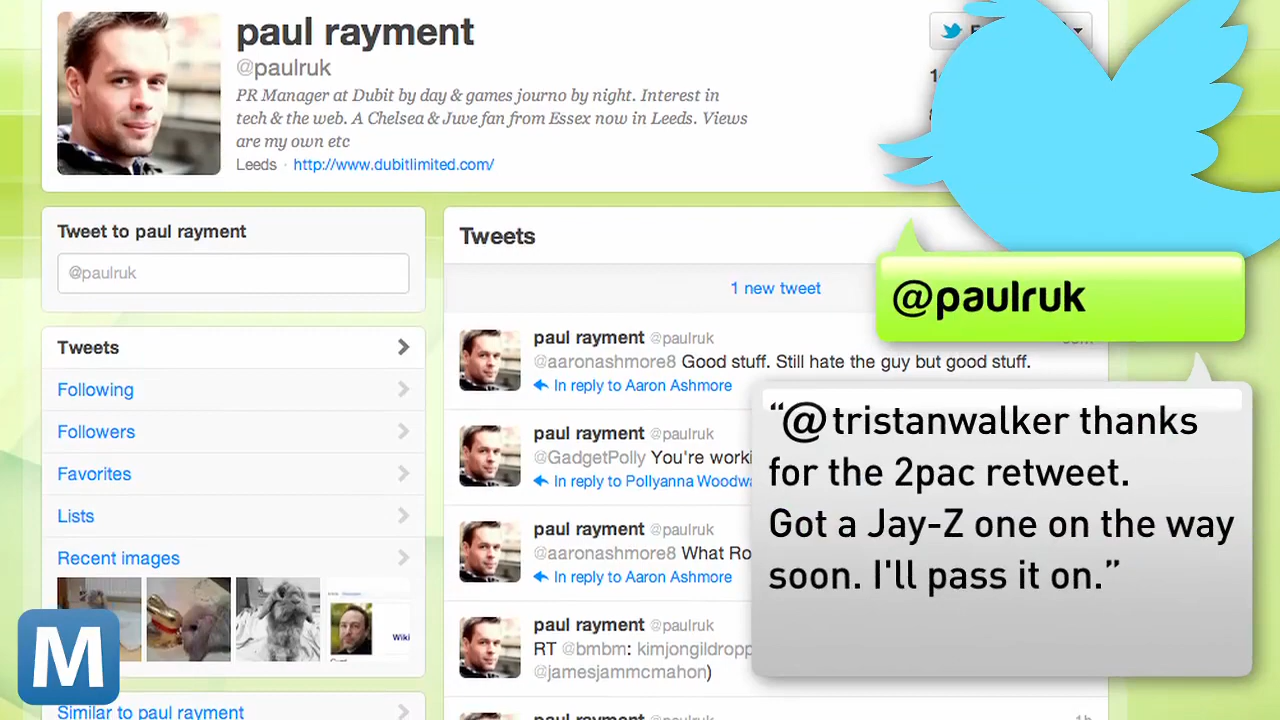 paul rayment
@paulruk
PR Manager at Dubit by day & games journo by night. Interest in
tech & the web. A Chelsea & Juve fan from Essex now in Leeds. Views
are my own etc
Leeds · http://www.dubitlimited.com/
Tweet to paul rayment
@paulruk
Tweets
Following
Followers
Favorites
Lists
Recent images
Wiki
Similar to paul rayment
M
Tweets
1 new tweet
paul rayment @paulruk
@aaronashmore8 Good stuff. Still hate the guy but good stuff.
In reply to Aaron Ashmore
paul rayment @paulruk
@GadgetPolly You're
In reply to Pollyanna
paul rayment @paulruk
@aaronashmore8 What
In reply to Aaron Ashmore
paul rayment @paulruk
RT @bmbm: kimjongildropp
@jamesjammcmahon)
paul rayment @paulruk
1h
@paulruk
“@tristanwalker thanks
for the 2pac retweet.
Got a Jay-Z one on the way
soon. I'll pass it on.”